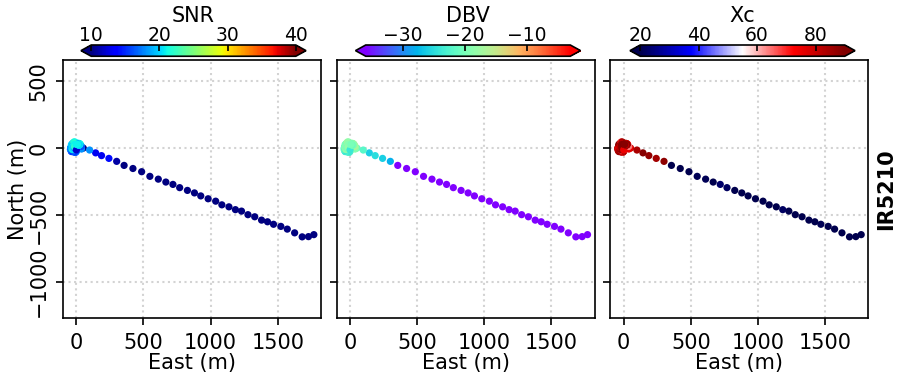 SNR DBV Xc
10 20 30 40 −30 −20 −10 20 40 60 80
500
0
−500
−1000
North (m)
0 500 1000 1500 0 500 1000 1500 0 500 1000 1500
East (m) East (m) East (m)
IR5210